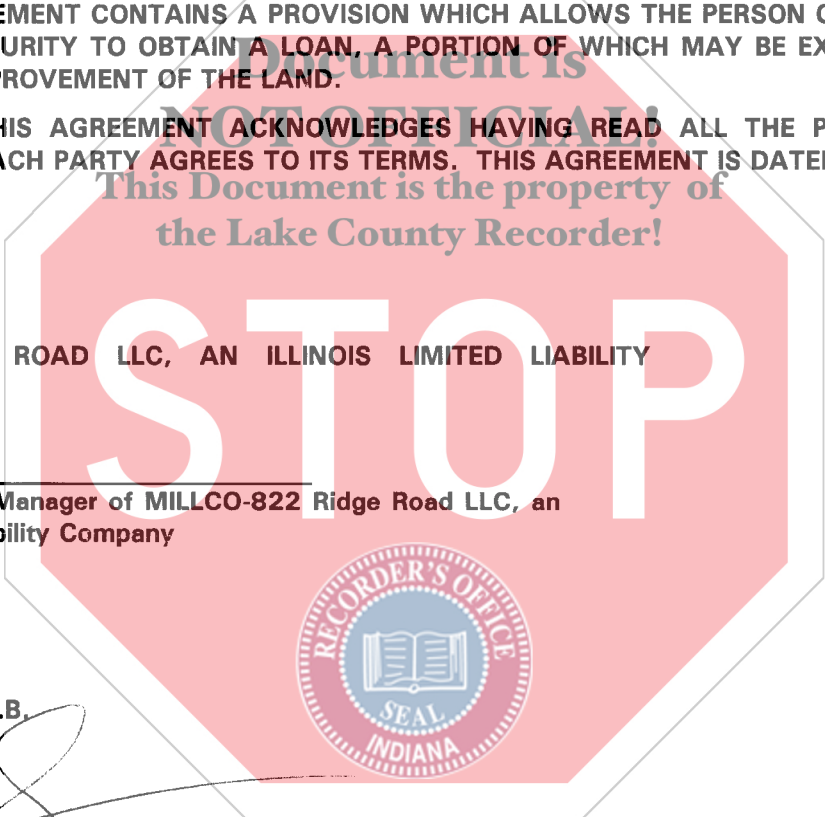 EMENT CONTAINS A PROVISION WHICH ALLOWS THE PERSON
URITY TO OBTAIN A LOAN, A PORTION OF WHICH MAY BE EX
ROVEMENT OF THE LAND.
Document is
NOT OFFICIAL!
HIS AGREEMENT ACKNOWLEDGES HAVING READ ALL THE P
ACH PARTY AGREES TO ITS TERMS. THIS AGREEMENT IS DATED
This Document is the property of
the Lake County Recorder!
STOP
ROAD LLC, AN ILLINOIS LIMITED LIABILITY
Manager of MILLCO-822 Ridge Road LLC, an
bility Company
RECORDER'S OFFICE
SEAL
INDIANA
.B,